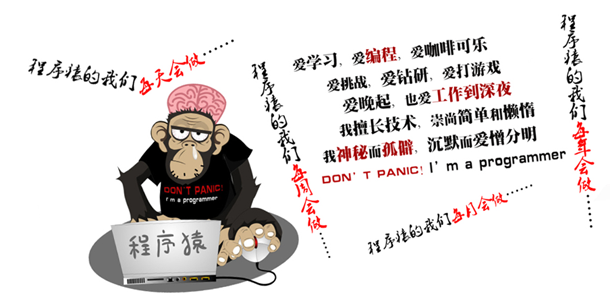 程序猿的我们每天会做······
DON'T PANIC!
I'm a programmer
程序猿
程序猿的我们每周会做······
爱学习，爱编程，爱咖啡可乐
爱挑战，爱钻研，爱打游戏
爱晚起，也爱工作到深夜
我擅长技术，崇尚简单和懒惰
我神秘而孤僻，沉默而爱憎分明
DON'T PANIC! I'm a programmer
程序猿的我们每月会做······
程序猿的我们每年会做······